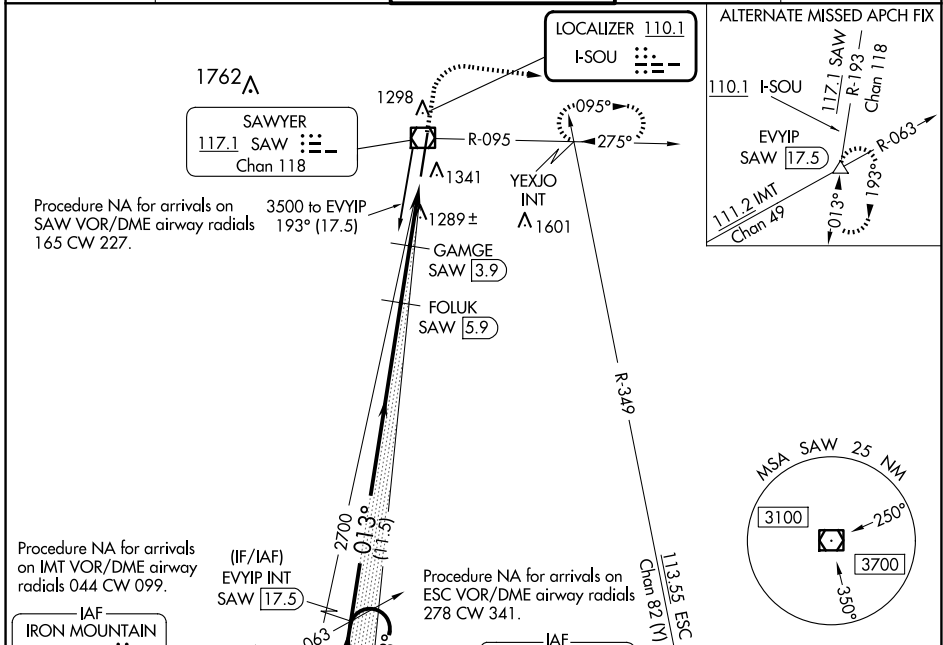 LOCALIZER 110.1
I-SOU
ALTERNATE MISSED APCH FIX
117.1 SAW
R-193
Chan 118
110.1 I-SOU
EVYIP
SAW 17.5
R-063
111.2 IMT
Chan 49
013°
193°
1762
1298
SAWYER
117.1 SAW
Chan 118
R-095
095°
275°
1341
YEXJO
INT
1601
Procedure NA for arrivals on
SAW VOR/DME airway radials
165 CW 227.
3500 to EVYIP
193° (17.5)
1289 ±
GAMGE
SAW 3.9
FOLUK
SAW 5.9
R-349
2700
013°
(11.5)
MSA SAW 25 NM
3100
250°
3700
350°
Procedure NA for arrivals
on IMT VOR/DME airway
radials 044 CW 099.
(IF/IAF)
EVYIP INT
SAW 17.5
Procedure NA for arrivals on
ESC VOR/DME airway radials
278 CW 341.
113.55 ESC
Chan 82 (Y)
IAF
IRON MOUNTAIN
063
IAF